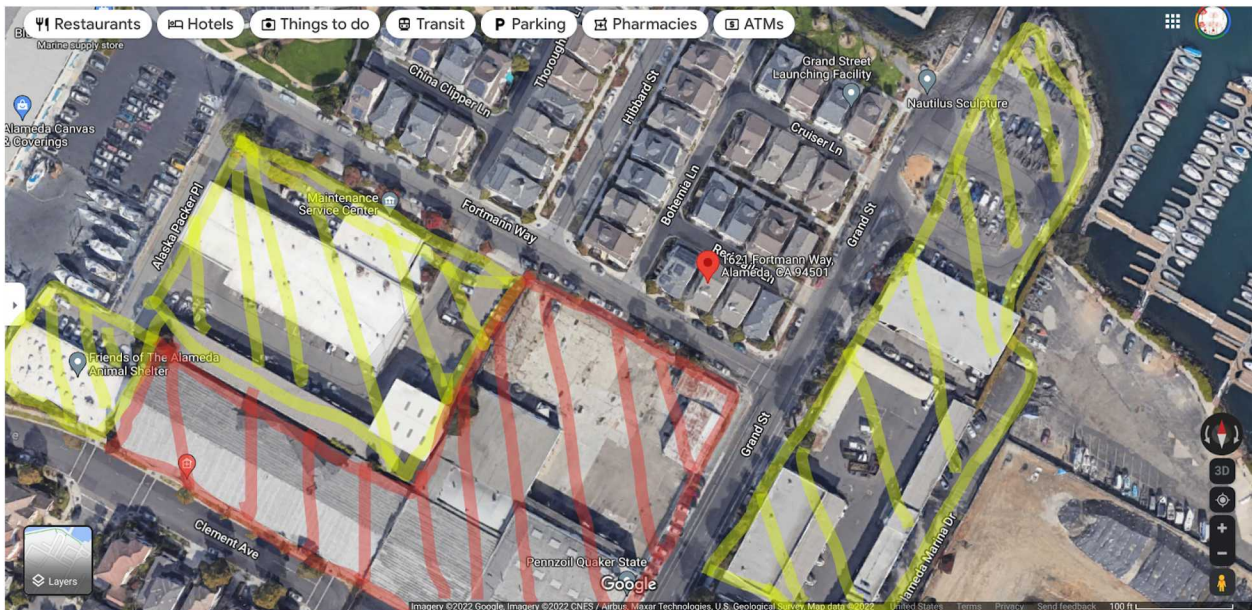 Restaurants
Hotels
Things to do
Transit
Parking
Pharmacies
ATMs
Marine supply store
Alameda Canvas
& Coverings
China Clipper Ln
Hibbard St
Grand Street
Launching Facility
Nautilus Sculpture
Cruiser Ln
Bohemia Ln
Grand St
Alaska Packer Pl
Maintenance
Service Center
Fortmann Way
1621 Fortmann Way,
Alameda, CA 94501
Ln
Friends of The Alameda
Animal Shelter
Grand St
Clement Ave
Pennzoil Quaker State
Google
Alameda Marina Dr
3D
Layers
Imagery ©2022 Google, Imagery ©2022 CNES / Airbus, Maxar Technologies, U.S. Geological Survey, Map data ©2022
United States
Terms
Privacy
Send feedback
100 ft